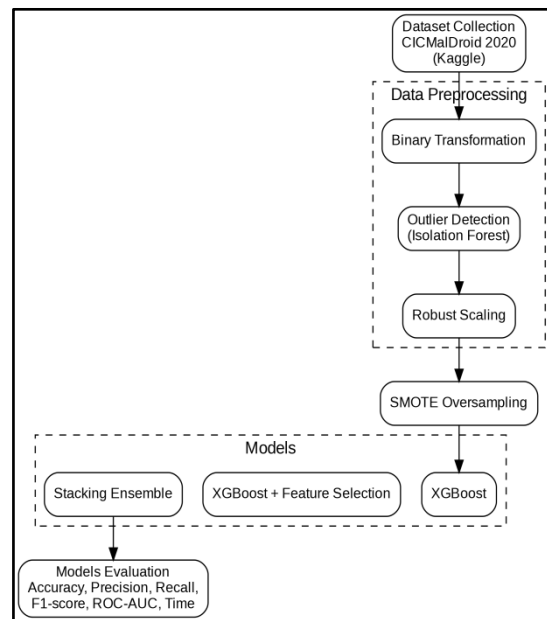 Dataset Collection
CICMalDroid 2020
(Kaggle)
Data Preprocessing
Binary Transformation
Outlier Detection
(Isolation Forest)
Robust Scaling
SMOTE Oversampling
Models
Stacking Ensemble
XGBoost + Feature Selection
XGBoost
Models Evaluation
Accuracy, Precision, Recall,
F1-score, ROC-AUC, Time